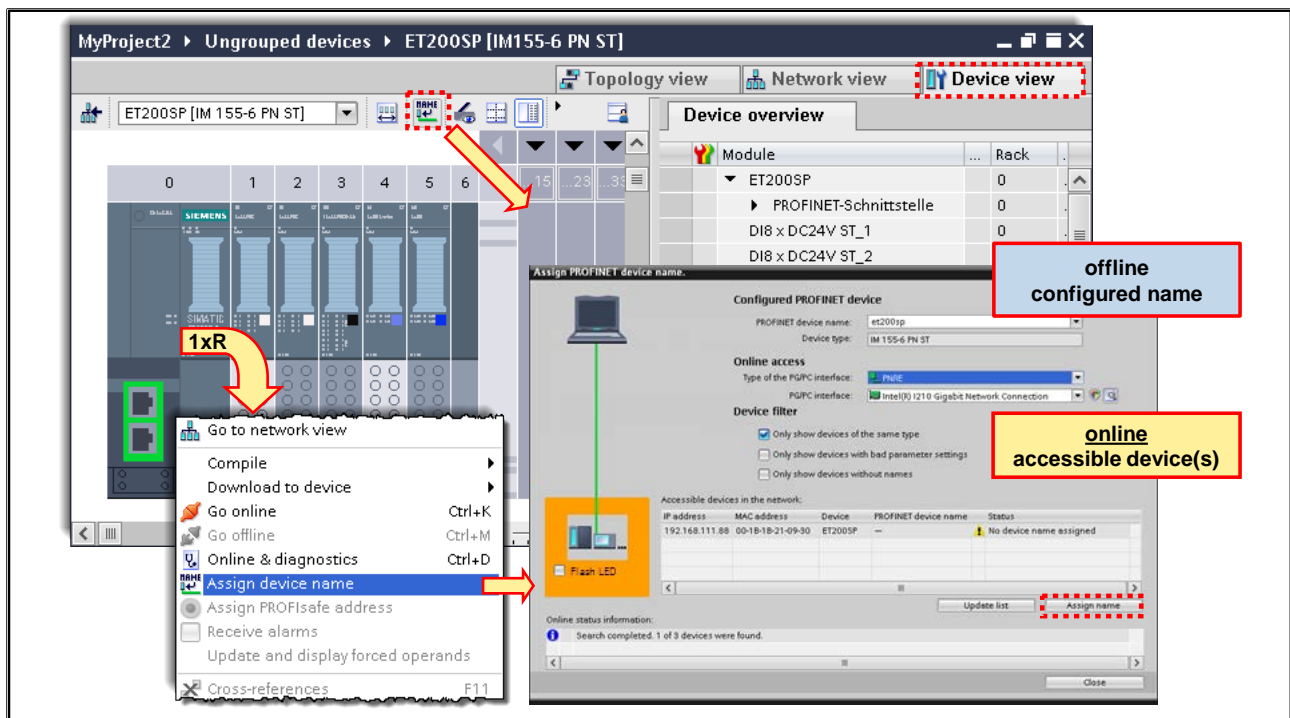 MyProject2 ▸ Ungrouped devices ▸ ET200SP [IM155-6 PN ST]
Topology view
Network view
Device view
ET200SP [IM 155-6 PN ST]
NAME
Device overview
Module
...
Rack
ET200SP
0
PROFINET-Schnittstelle
0
DI8 x DC24V ST_1
0
DI8 x DC24V ST_2
0
1
2
3
4
5
6
...15
...23
...33
SIEMENS
SIMATIC
1xR
Go to network view
Compile
Download to device
Go online Ctrl+K
Go offline Ctrl+M
Online & diagnostics Ctrl+D
Assign device name
Assign PROFIsafe address
Receive alarms
Update and display forced operands
Cross-references F11
Assign PROFINET device name.
Configured PROFINET device
PROFINET device name: et200sp
Device type: IM 155-6 PN ST
Online access
Type of the PG/PC interface: PN/IE
PG/PC interface: Intel(R) I210 Gigabit Network Connection
Device filter
Only show devices of the same type
Only show devices with bad parameter settings
Only show devices without names
Accessible devices in the network:
IP address MAC address Device PROFINET device name Status
192.168.111.88 00-1B-1B-21-09-30 ET200SP — No device name assigned
Flash LED
Update list
Assign name
Online status information:
Search completed. 1 of 3 devices were found.
Close
offline
configured name
online
accessible device(s)